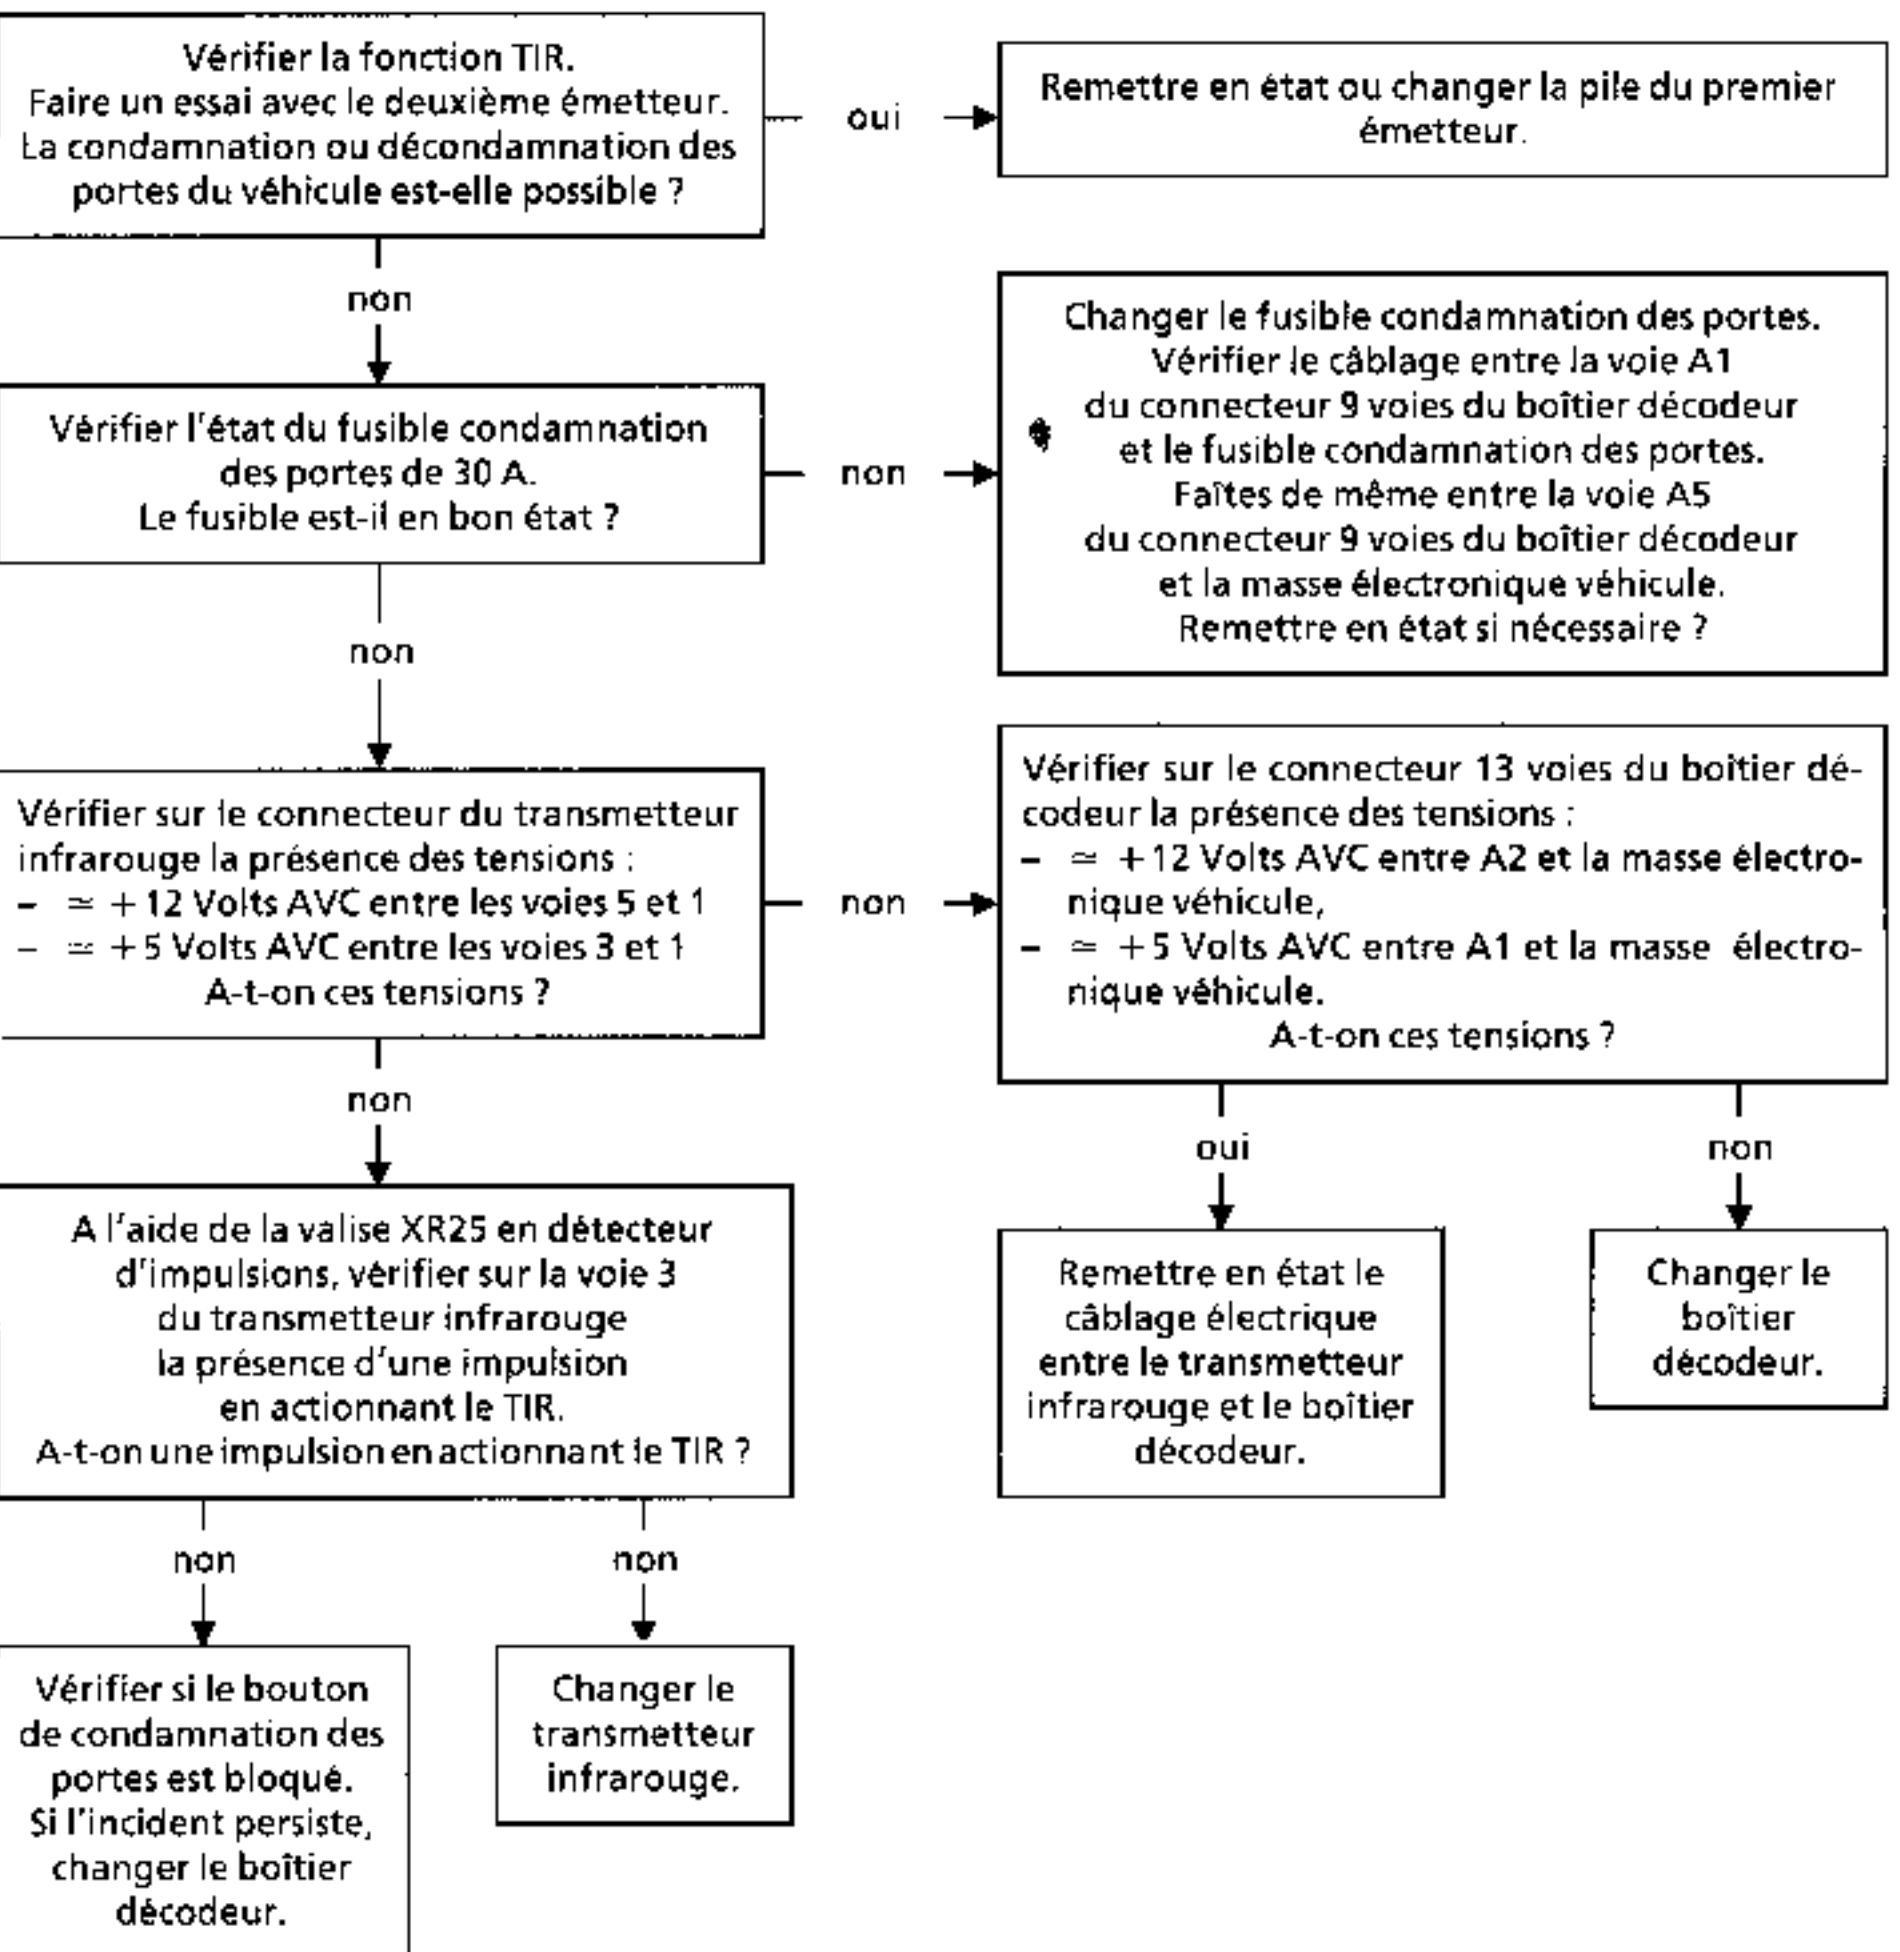 Vérifier la fonction TIR.
Faire un essai avec le deuxième émetteur.
La condamnation ou décondamnation des
portes du véhicule est-elle possible ?
oui
Remettre en état ou changer la pile du premier
émetteur.
non
Vérifier l'état du fusible condamnation
des portes de 30 A.
Le fusible est-il en bon état ?
non
Changer le fusible condamnation des portes.
Vérifier le câblage entre la voie A1
du connecteur 9 voies du boîtier décodeur
et le fusible condamnation des portes.
Faîtes de même entre la voie A5
du connecteur 9 voies du boîtier décodeur
et la masse électronique véhicule.
Remettre en état si nécessaire ?
non
Vérifier sur le connecteur du transmetteur
infrarouge la présence des tensions :
– ≃ +12 Volts AVC entre les voies 5 et 1
– ≃ +5 Volts AVC entre les voies 3 et 1
A-t-on ces tensions ?
non
Vérifier sur le connecteur 13 voies du boîtier dé-
codeur la présence des tensions :
– ≃ +12 Volts AVC entre A2 et la masse électro-
nique véhicule,
– ≃ +5 Volts AVC entre A1 et la masse électro-
nique véhicule.
A-t-on ces tensions ?
non
oui
non
A l'aide de la valise XR25 en détecteur
d'impulsions, vérifier sur la voie 3
du transmetteur infrarouge
la présence d'une impulsion
en actionnant le TIR.
A-t-on une impulsion en actionnant le TIR ?
Remettre en état le
câblage électrique
entre le transmetteur
infrarouge et le boîtier
décodeur.
Changer le
boîtier
décodeur.
non
non
Vérifier si le bouton
de condamnation des
portes est bloqué.
Si l'incident persiste,
changer le boîtier
décodeur.
Changer le
transmetteur
infrarouge.